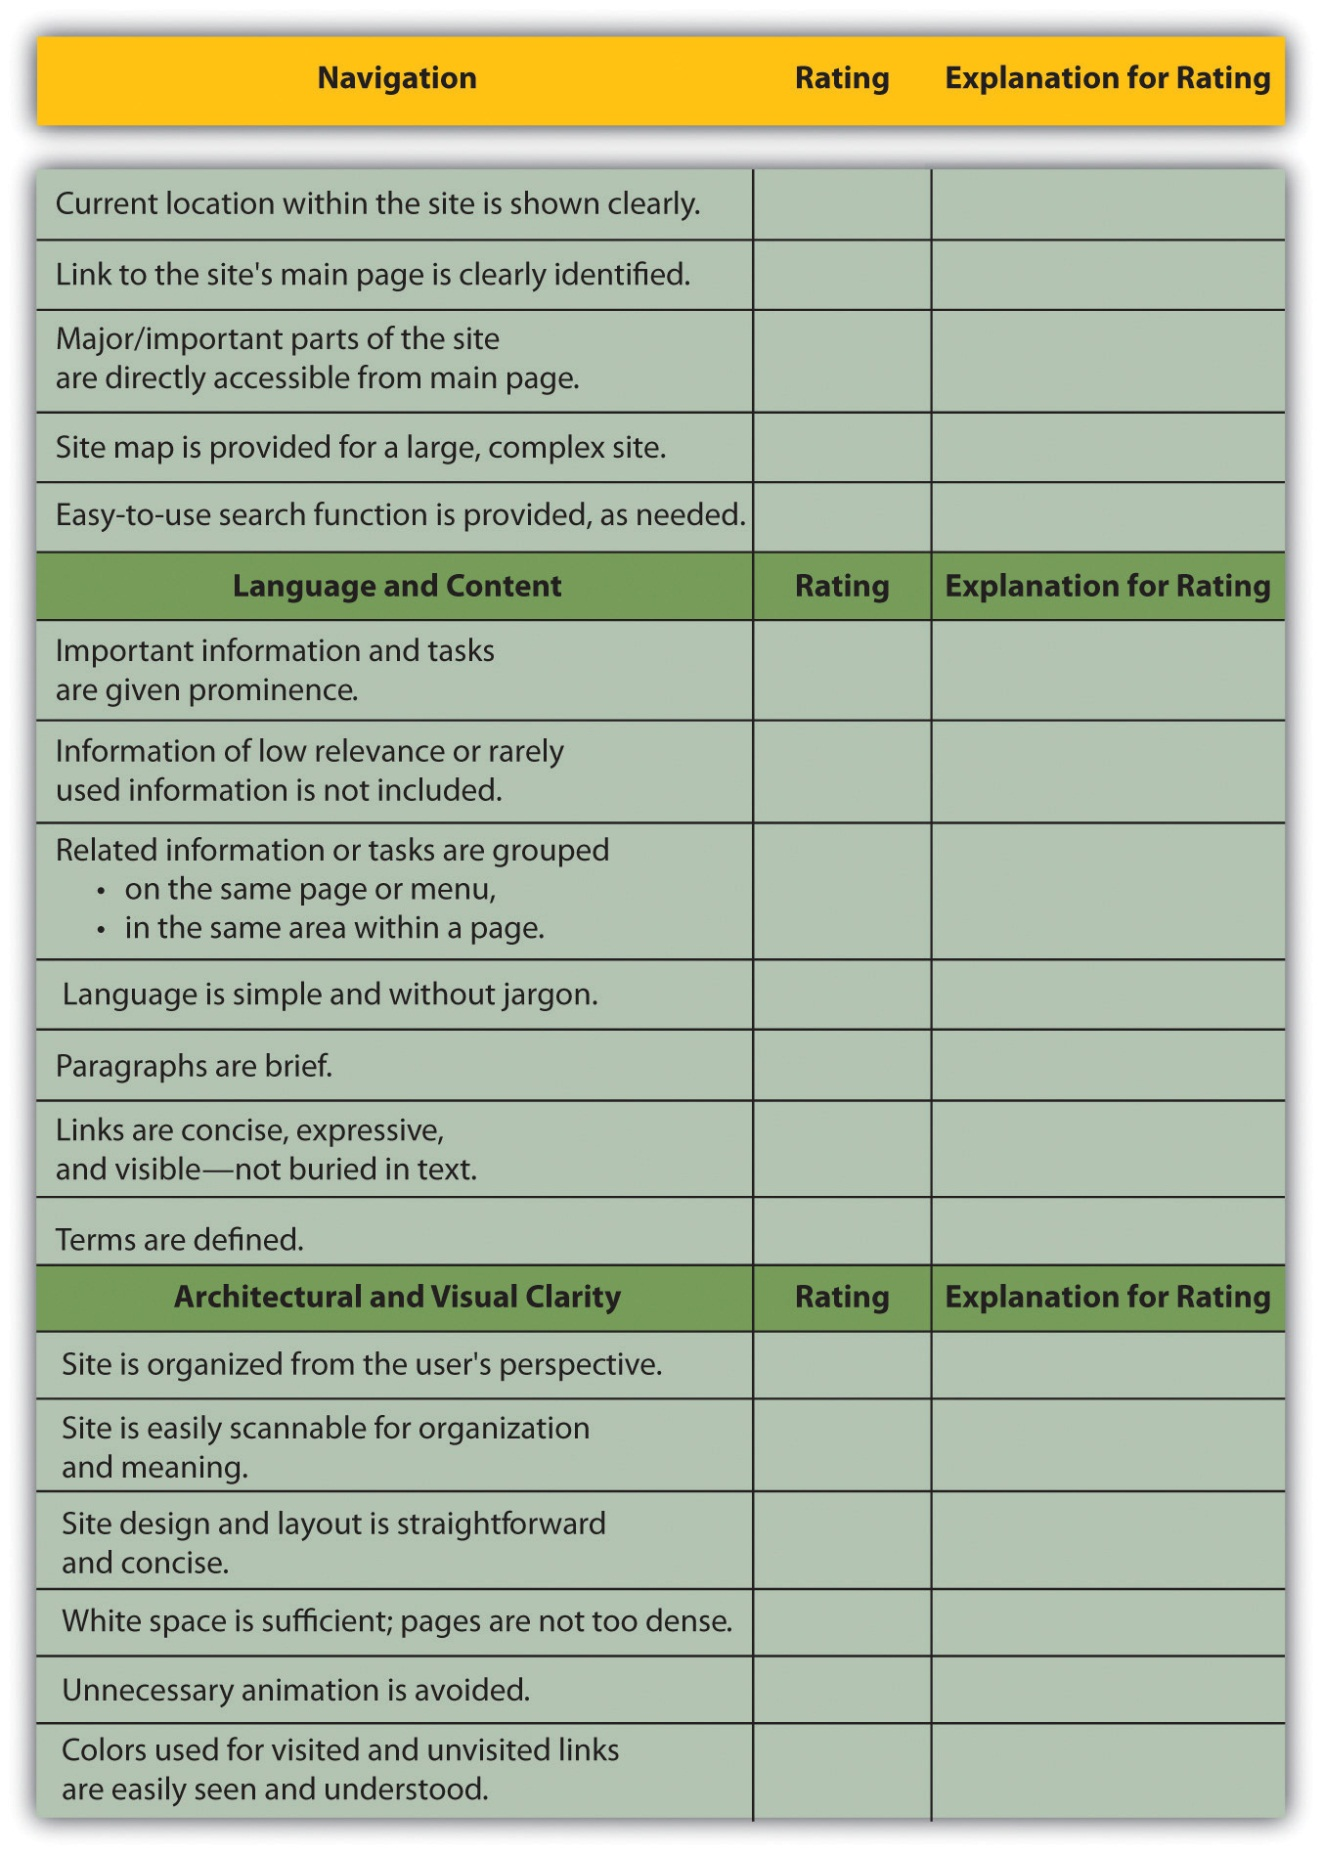 Navigation Rating Explanation for Rating
Current location within the site is shown clearly.
Link to the site's main page is clearly identified.
Major/important parts of the site
are directly accessible from main page.
Site map is provided for a large, complex site.
Easy-to-use search function is provided, as needed.
Language and Content Rating Explanation for Rating
Important information and tasks
are given prominence.
Information of low relevance or rarely
used information is not included.
Related information or tasks are grouped
• on the same page or menu,
• in the same area within a page.
Language is simple and without jargon.
Paragraphs are brief.
Links are concise, expressive,
and visible—not buried in text.
Terms are defined.
Architectural and Visual Clarity Rating Explanation for Rating
Site is organized from the user's perspective.
Site is easily scannable for organization
and meaning.
Site design and layout is straightforward
and concise.
White space is sufficient; pages are not too dense.
Unnecessary animation is avoided.
Colors used for visited and unvisited links
are easily seen and understood.